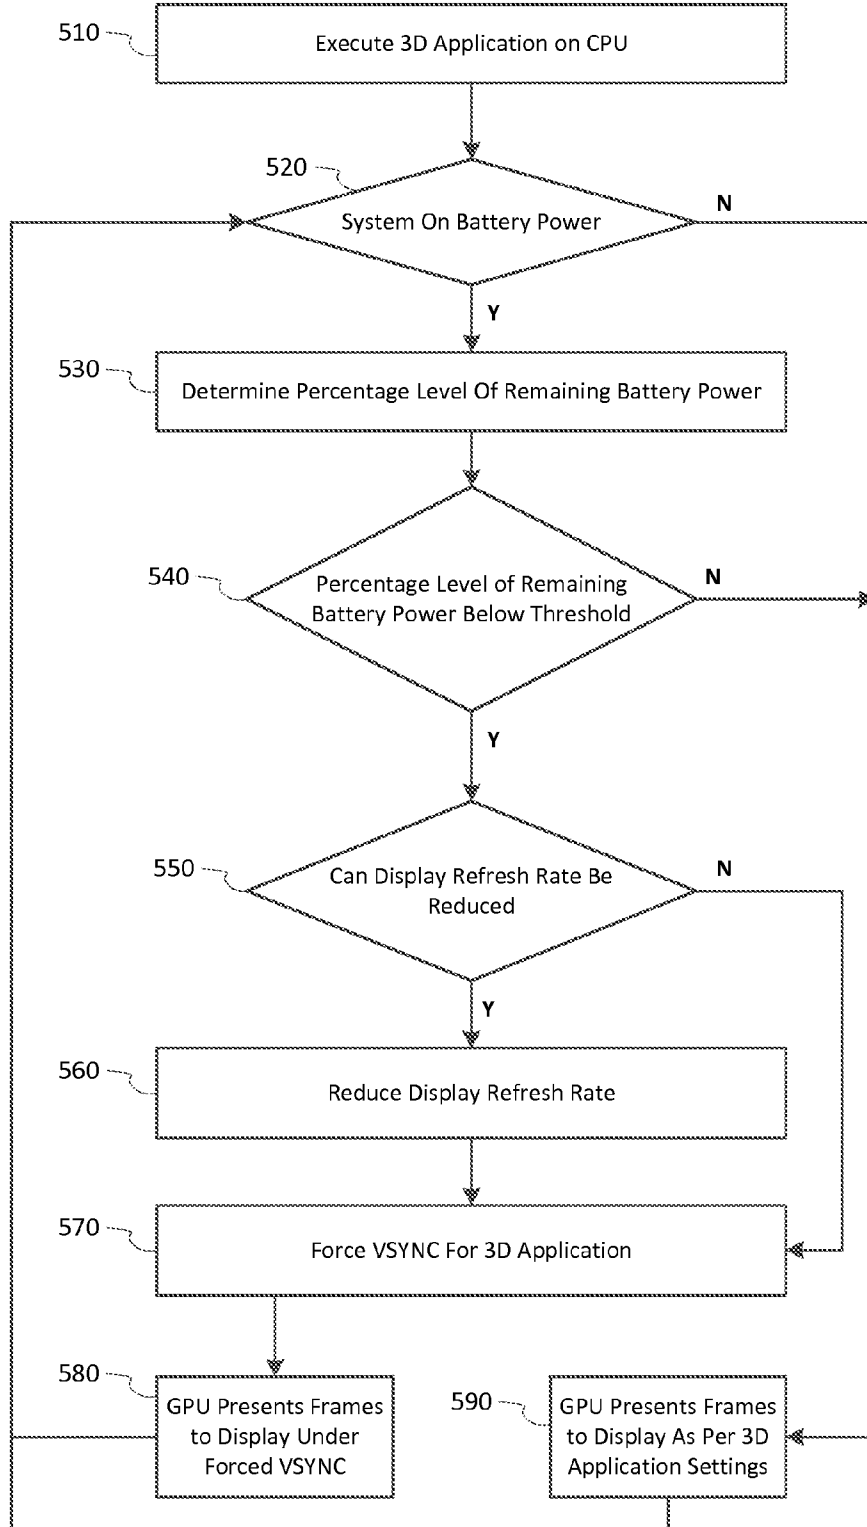 510
Execute 3D Application on CPU
520
System On Battery Power
N
Y
530
Determine Percentage Level Of Remaining Battery Power
540
Percentage Level of Remaining
Battery Power Below Threshold
N
Y
550
Can Display Refresh Rate Be
Reduced
N
Y
560
Reduce Display Refresh Rate
570
Force VSYNC For 3D Application
580
GPU Presents Frames
to Display Under
Forced VSYNC
590
GPU Presents Frames
to Display As Per 3D
Application Settings